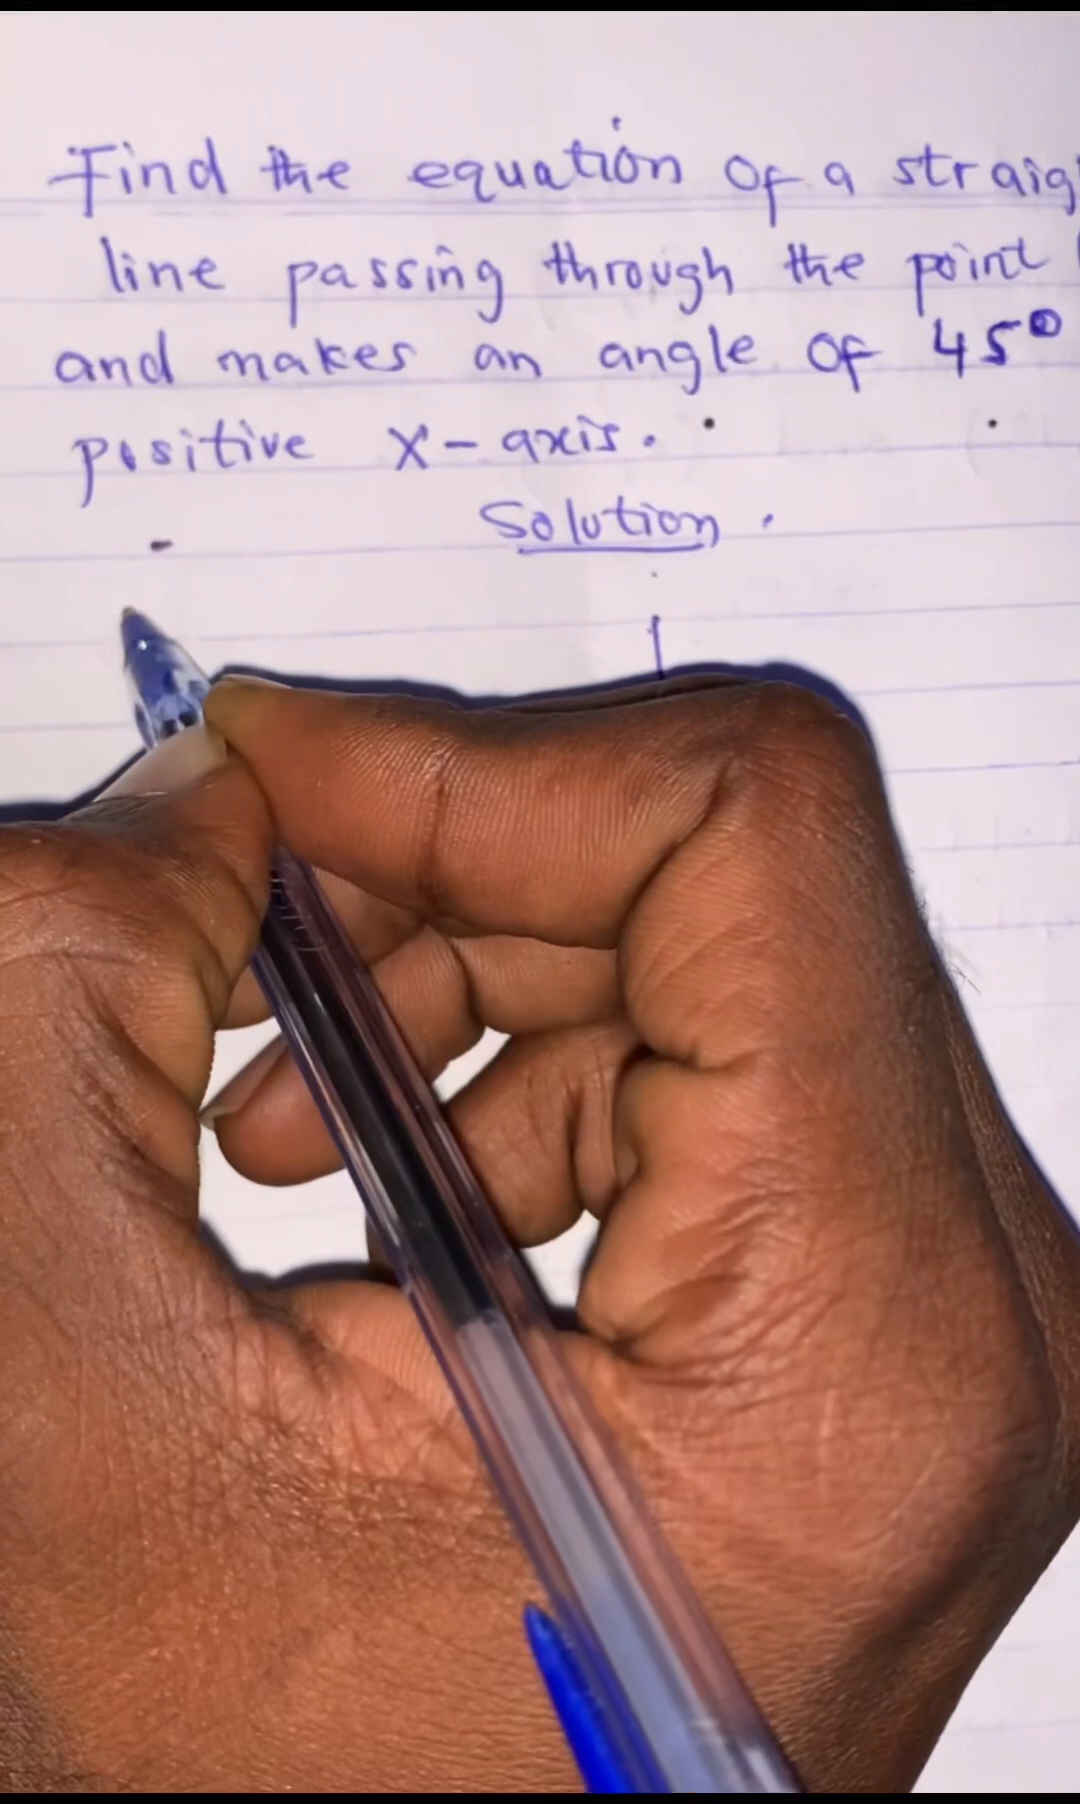 Find the equation of a straig
line passing through the point (
and makes an angle of 45°
positive x-axis.
Solution.